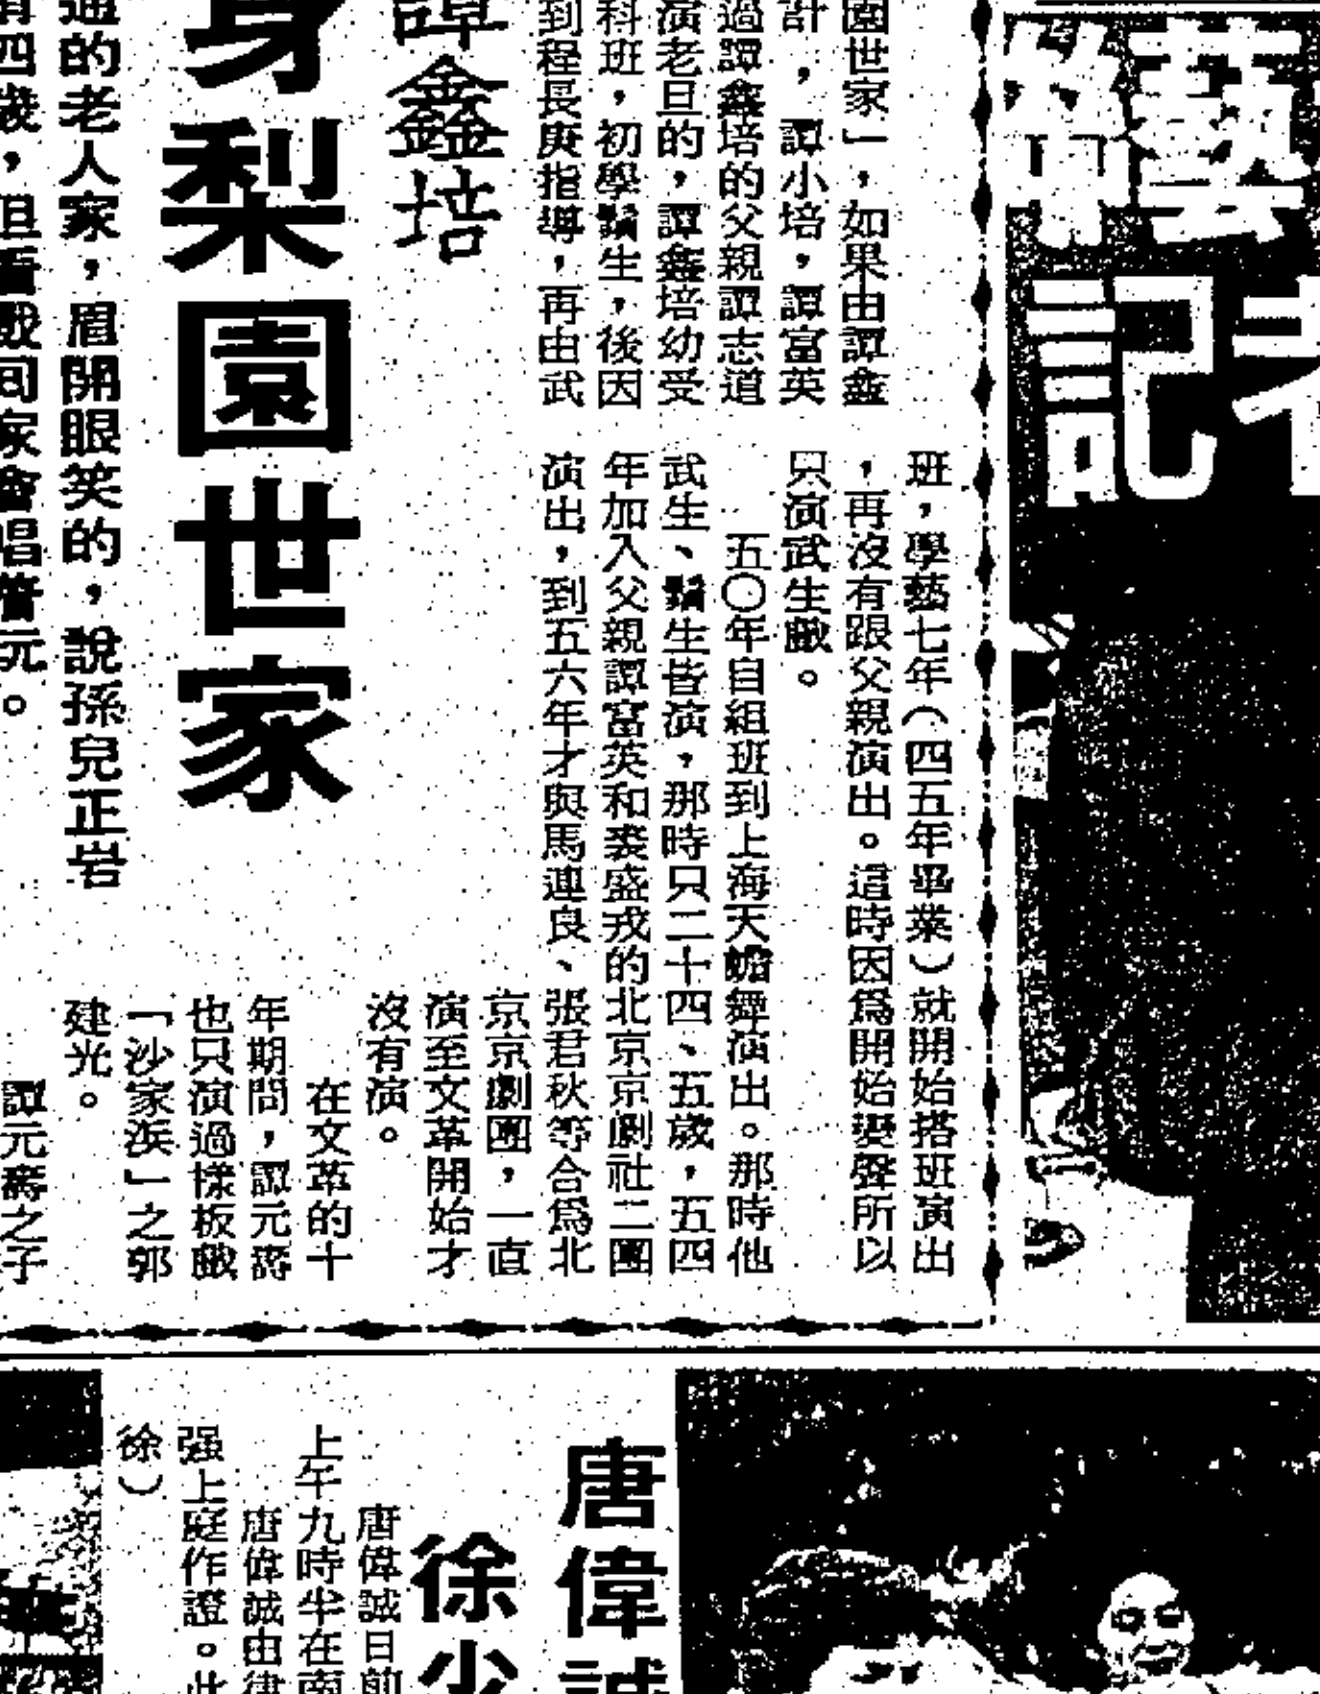 藝
者
記
園世家」，如果由譚鑫
計，譚小培，譚富英
過譚鑫培的父親譚志道
演老旦的，譚鑫培幼受
科班，初學鬚生，後因
到程長庚指導，再由武
譚鑫培
身梨園世家
通的老人家，眉開眼笑的，說孫兒正岩
四歲，但看戲回家會唱
班，學藝七年（四五年畢業）就開始搭班演出
，再沒有跟父親演出。這時因爲開始變聲所以
只演武生戲。
五〇年自組班到上海天蟾舞演出。那時他
武生、鬚生皆演，那時只二十四、五歲，五四
年加入父親譚富英和裘盛戎的北京京劇社二團
演出，到五六年才與馬連良、張君秋等合爲北
京京劇團，一直
演至文革開始才
沒有演。
在文革的十
年期間，譚元壽
也只演過樣板戲
「沙家浜」之郭
建光。
譚元壽之子
唐偉誠
徐少
唐偉誠日前
上午九時半在南
唐偉誠由律
强上庭作證。此
徐）